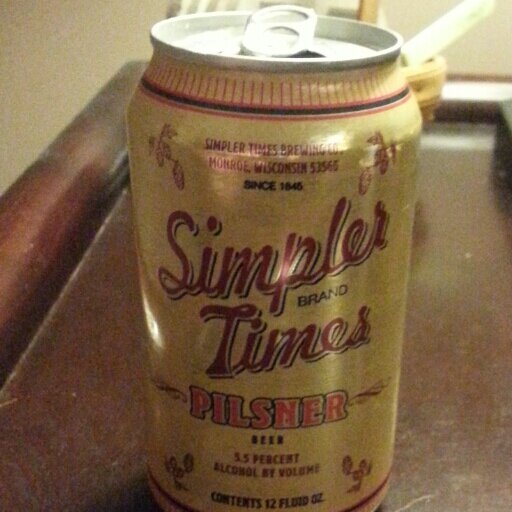 SIMPLER TIMES BREWING CO.
MONROE, WISCONSIN 53566
SINCE 1845
Simpler
BRAND
Times
PILSNER
BEER
5.5 PERCENT
ALCOHOL BY VOLUME
CONTENTS 12 FLUID OZ.